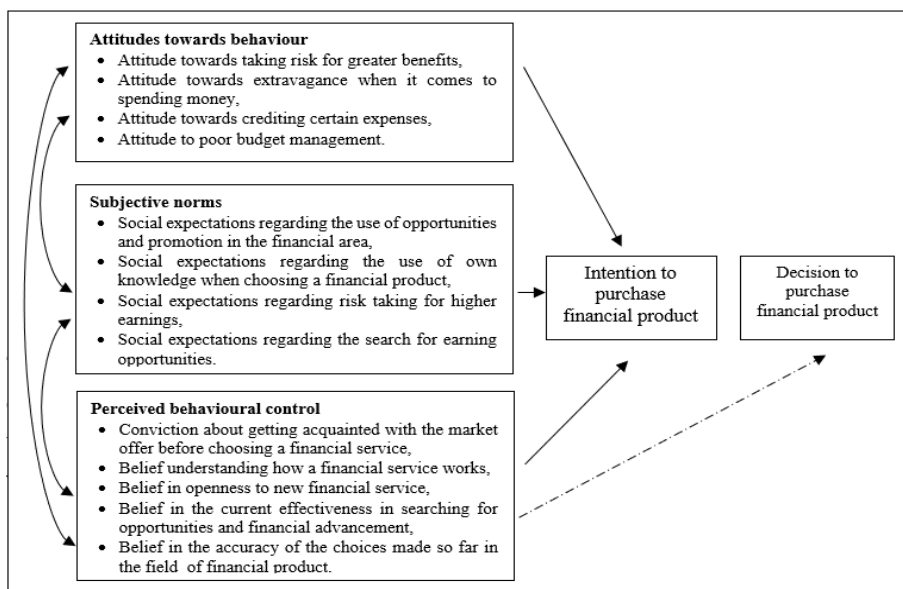 Attitudes towards behaviour
• Attitude towards taking risk for greater benefits,
• Attitude towards extravagance when it comes to
spending money,
• Attitude towards crediting certain expenses,
• Attitude to poor budget management.
Subjective norms
• Social expectations regarding the use of opportunities
and promotion in the financial area,
• Social expectations regarding the use of own
knowledge when choosing a financial product,
• Social expectations regarding risk taking for higher
earnings,
• Social expectations regarding the search for earning
opportunities.
Perceived behavioural control
• Conviction about getting acquainted with the market
offer before choosing a financial service,
• Belief understanding how a financial service works,
• Belief in openness to new financial service,
• Belief in the current effectiveness in searching for
opportunities and financial advancement,
• Belief in the accuracy of the choices made so far in
the field of financial product.
Intention to
purchase
financial product
Decision to
purchase
financial product